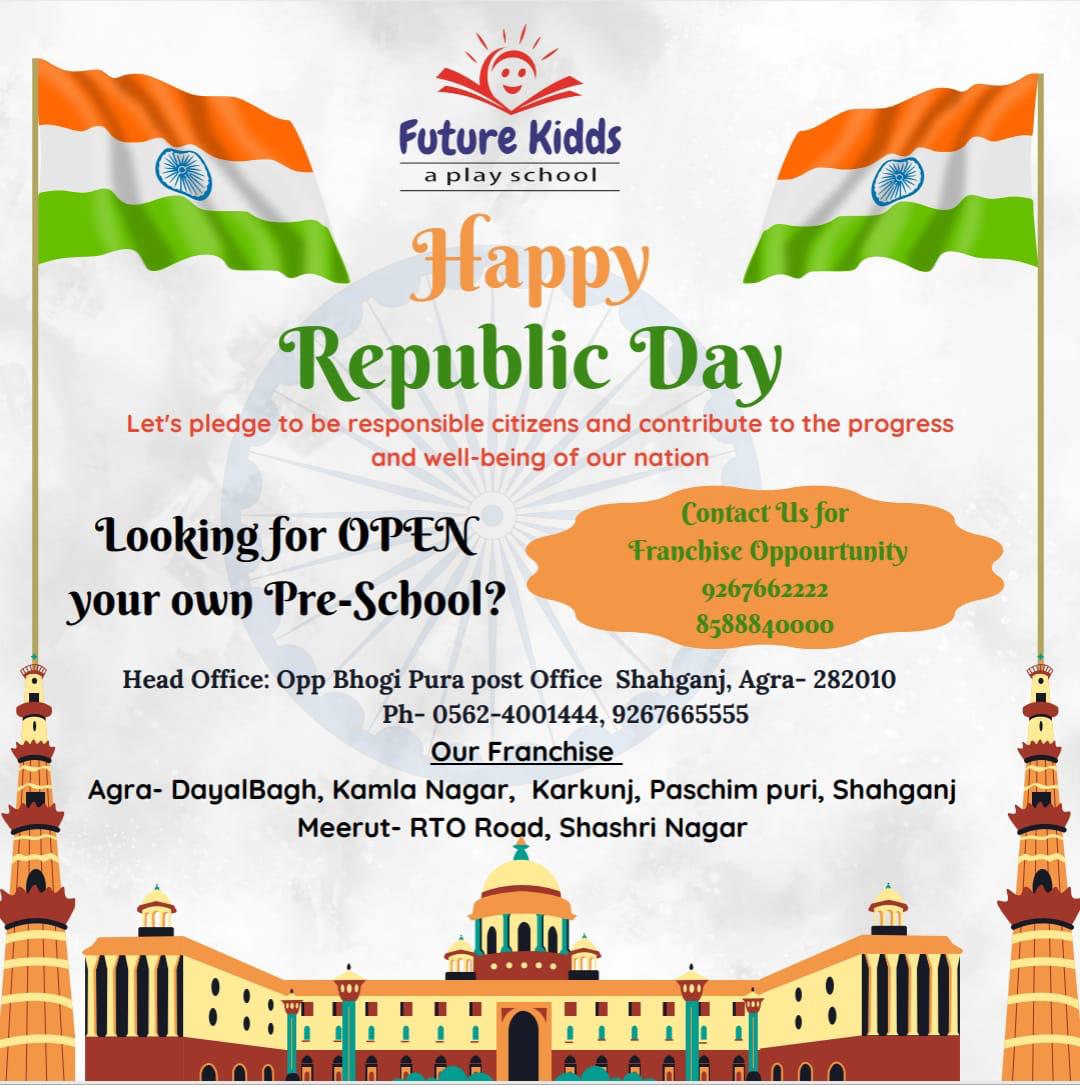 Future Kidds
a play school
Happy
Republic Day
Let's pledge to be responsible citizens and contribute to the progress
and well-being of our nation
Looking for OPEN
your own Pre-School?
Contact Us for
Franchise Oppourtunity
9267662222
8588840000
Head Office: Opp Bhogi Pura post Office Shahganj, Agra- 282010
Ph- 0562-4001444, 9267665555
Our Franchise
Agra- DayalBagh, Kamla Nagar, Karkunj, Paschim puri, Shahganj
Meerut- RTO Road, Shashri Nagar